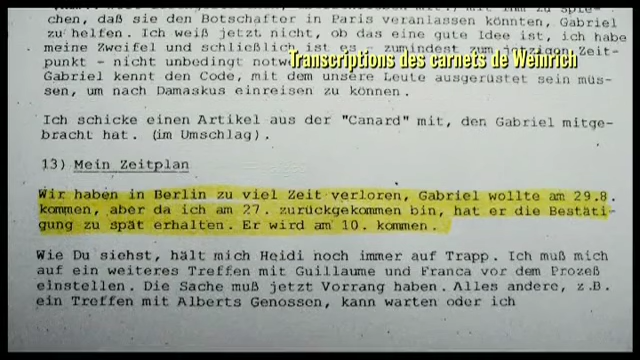 chen, daß sie den Botschafter in Paris veranlassen könnten, Gabriel
zu helfen. Ich weiß jetzt nicht, ob das eine gute Idee ist, ich habe
meine Zweifel und schließlich ist es - zumindest zum jetzigen Zeit-
punkt - nicht unbedingt
Transcriptions des carnets de Weinrich
Gabriel kennt den Code, mit dem unsere Leute ausgerüstet sein müs-
sen, um nach Damaskus einreisen zu können.
Ich schicke einen Artikel aus der "Canard" mit, den Gabriel mitge-
bracht hat. (im Umschlag).
13) Mein Zeitplan
Wir haben in Berlin zu viel Zeit verloren, Gabriel wollte am 29.8.
kommen, aber da ich am 27. zurückgekommen bin, hat er die Bestäti-
gung zu spät erhalten. Er wird am 10. kommen.
Wie Du siehst, hält mich Heidi noch immer auf Trapp. Ich muß mich
auf ein weiteres Treffen mit Guillaume und Franca vor dem Prozeß
einstellen. Die Sache muß jetzt Vorrang haben. Alles andere, z.B.
ein Treffen mit Alberts Genossen, kann warten oder ich